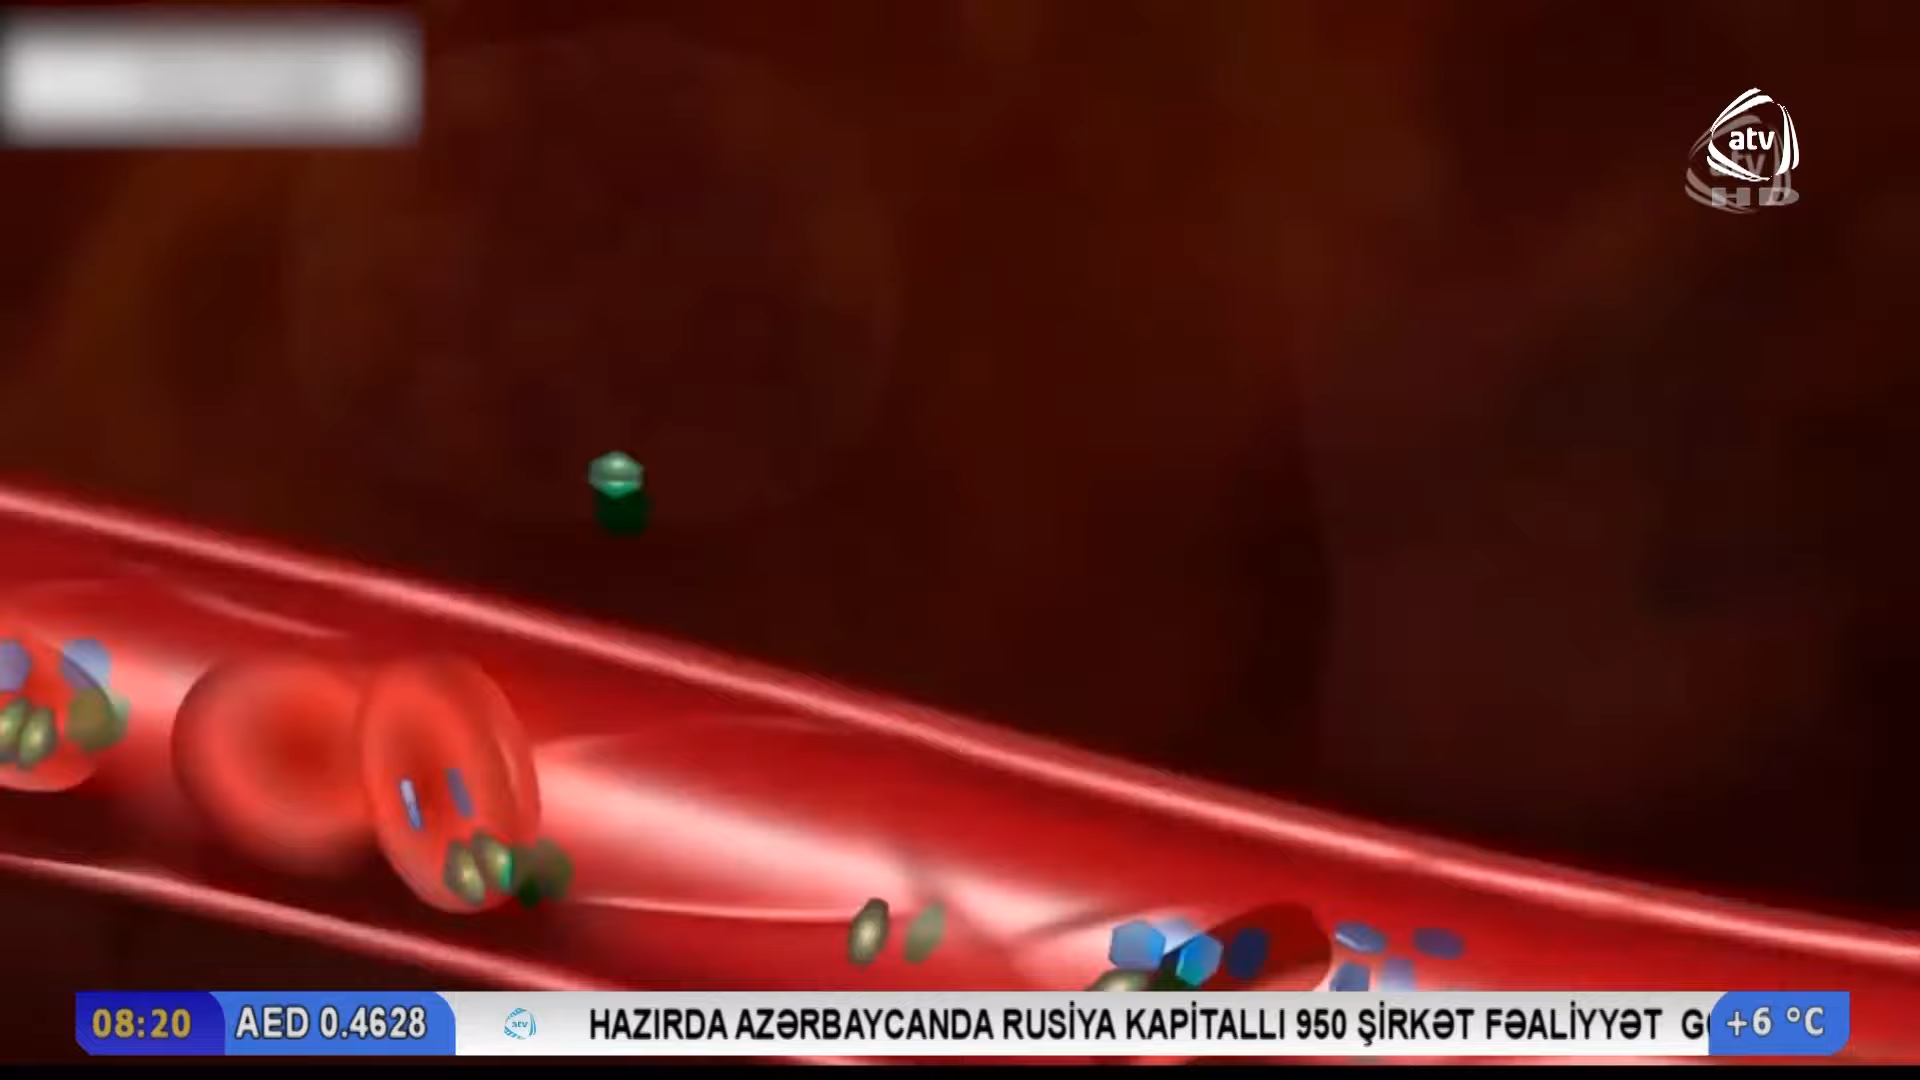 atv
HD
08:20 AED 0.4628 atv HAZIRDA AZƏRBAYCANDA RUSİYA KAPİTALLI 950 ŞİRKƏT FƏALİYYƏT +6 °C